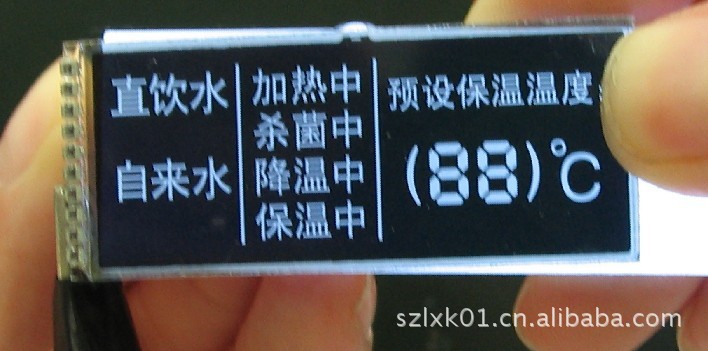 直饮水
自来水
加热中
杀菌中
降温中
保温中
预设保温温度:
(88)℃
szlxk01.cn.alibaba.com